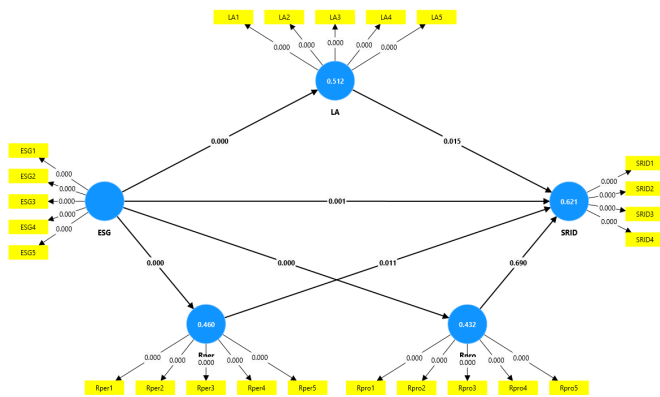 LA1 LA2 LA3 LA4 LA5
0.000 0.000 0.000 0.000 0.000
0.512
LA
0.000 0.015
ESG1
ESG2
ESG3
ESG4
ESG5
0.000
0.000
0.000
0.000
0.000
ESG
0.001
SRID1
SRID2
SRID3
SRID4
0.000
0.000
0.000
0.000
0.621
SRID
0.000 0.000 0.011 0.690
0.460 0.432
Rper Rpro
0.000 0.000 0.000 0.000 0.000 0.000 0.000 0.000 0.000 0.000
Rper1 Rper2 Rper3 Rper4 Rper5 Rpro1 Rpro2 Rpro3 Rpro4 Rpro5